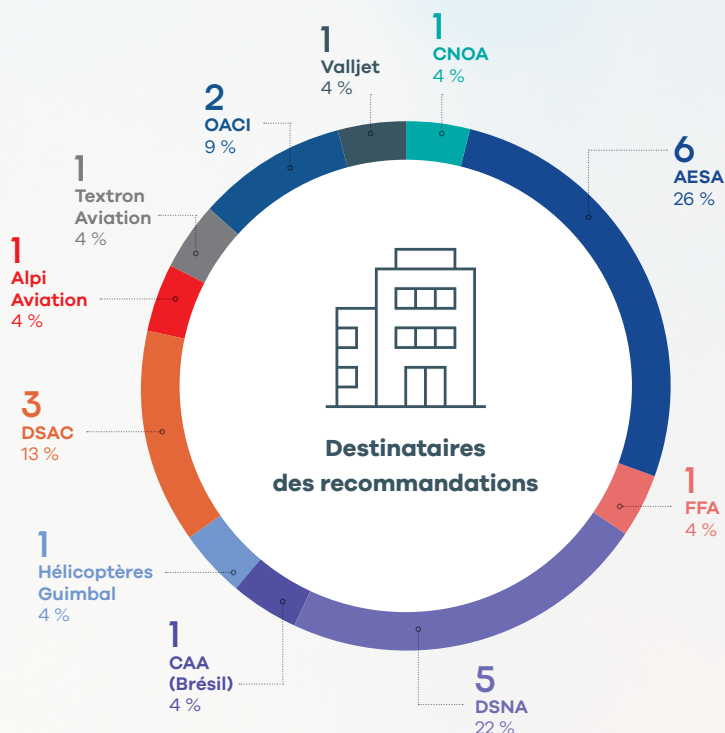 1
CNOA
4 %
6
AESA
26 %
1
FFA
4 %
5
DSNA
22 %
1
CAA
(Brésil)
4 %
1
Hélicoptères
Guimbal
4 %
3
DSAC
13 %
1
Alpi
Aviation
4 %
1
Textron
Aviation
4 %
2
OACI
9 %
1
Valljet
4 %
Destinataires
des recommandations